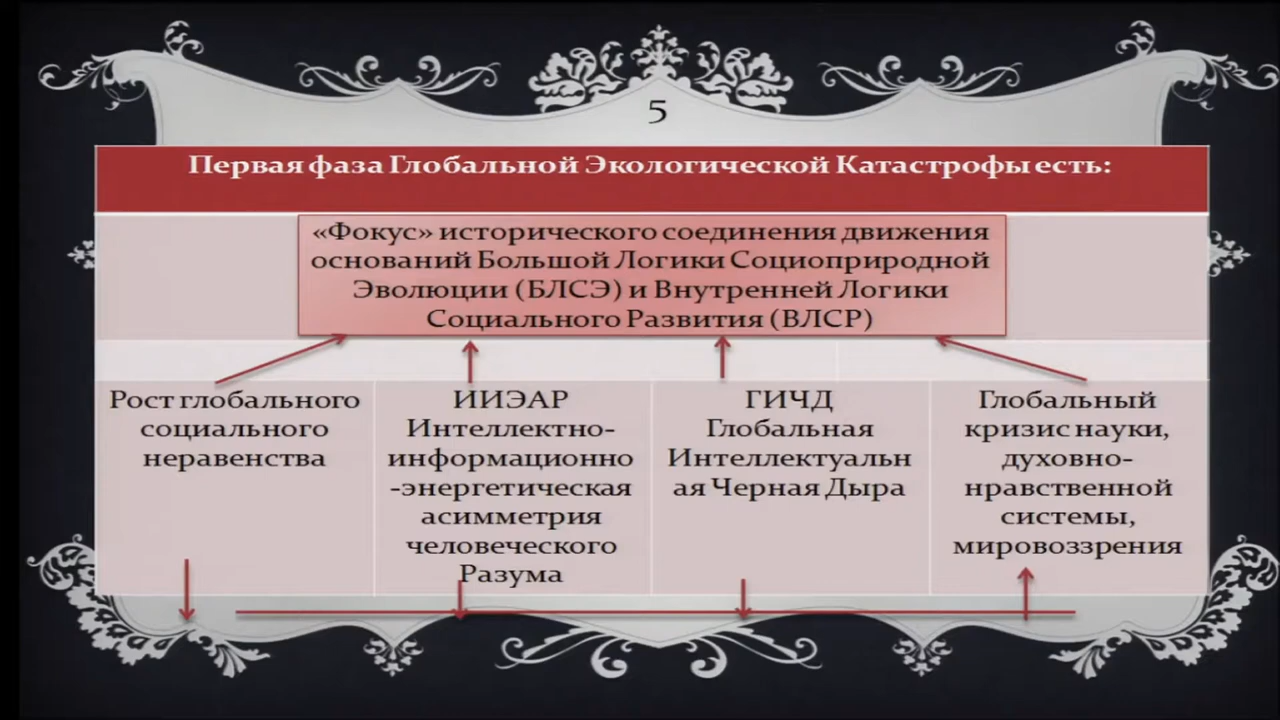 5
Первая фаза Глобальной Экологической Катастрофы есть:
«Фокус» исторического соединения движения
оснований Большой Логики Социоприродной
Эволюции (БЛСЭ) и Внутренней Логики
Социального Развития (ВЛСР)
Рост глобального
социального
неравенства
ИИЭАР
Интеллектно-
информационно
-энергетическая
асимметрия
человеческого
Разума
ГИЧД
Глобальная
Интеллектуальн
ая Черная Дыра
Глобальный
кризис науки,
духовно-
нравственной
системы,
мировоззрения